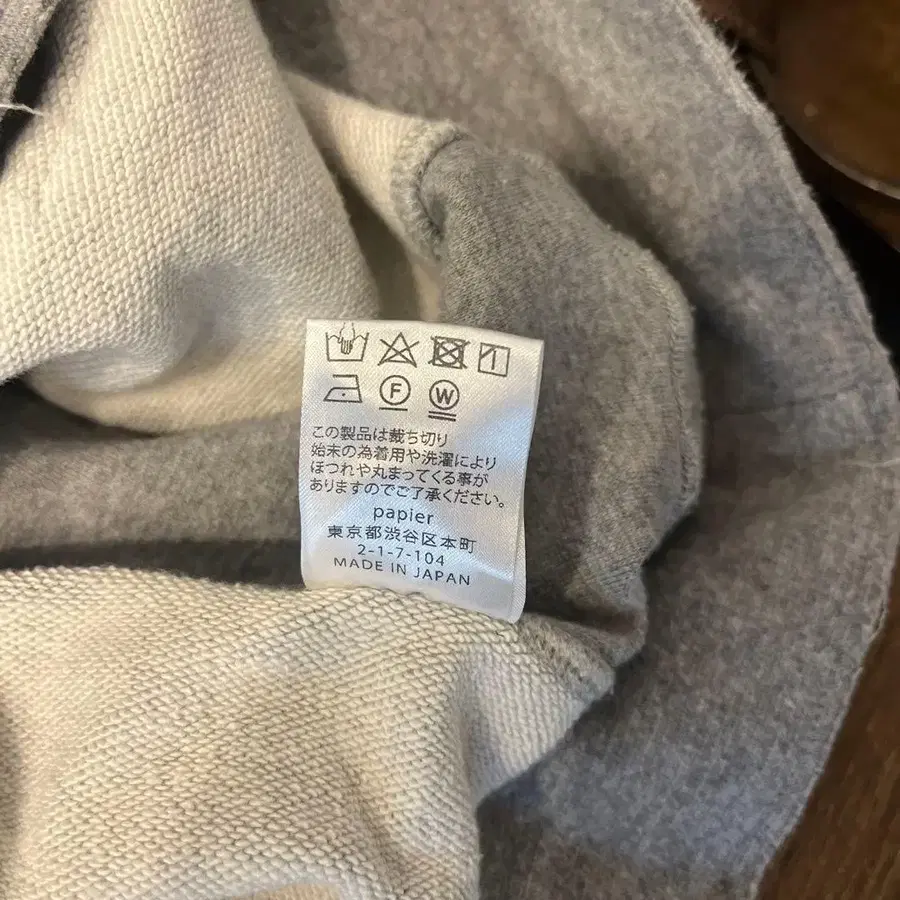 F W
この製品は裁ち切り
始末の為着用や洗濯により
ほつれや丸まってくる事が
ありますのでご了承ください。
papier
東京都渋谷区本町
2-1-7-104
MADE IN JAPAN